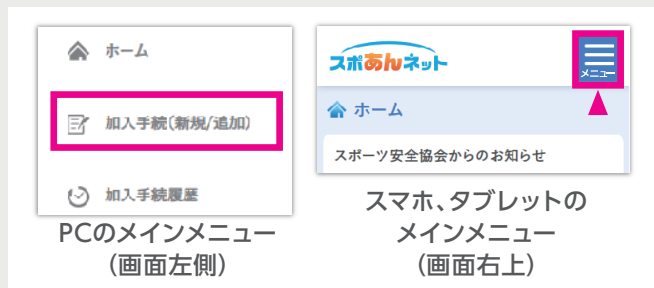 ホーム
加入手続(新規/追加)
加入手続履歴
PCのメインメニュー
(画面左側)
スポあんネット
メニュー
ホーム
スポーツ安全協会からのお知らせ
スマホ、タブレットの
メインメニュー
(画面右上)